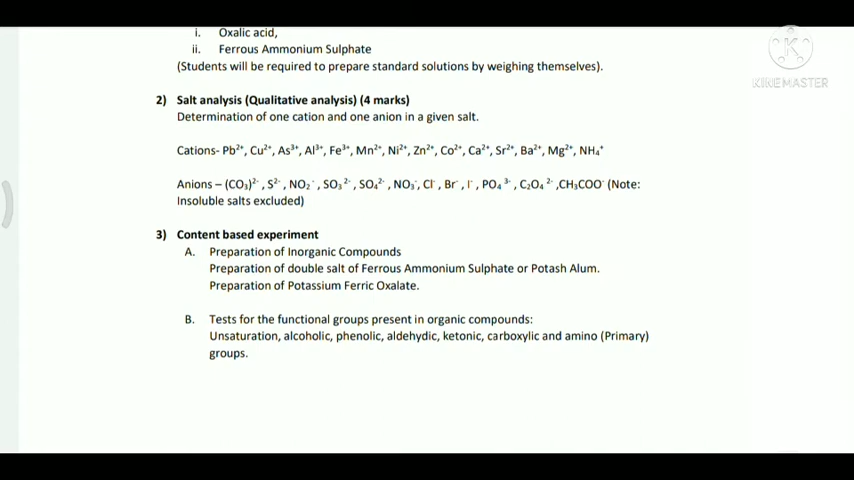 i. Oxalic acid,
ii. Ferrous Ammonium Sulphate
(Students will be required to prepare standard solutions by weighing themselves).
KINEMASTER
2) Salt analysis (Qualitative analysis) (4 marks)
Determination of one cation and one anion in a given salt.
Cations- Pb²⁺, Cu²⁺, As³⁺, Al³⁺, Fe³⁺, Mn²⁺, Ni²⁺, Zn²⁺, Co²⁺, Ca²⁺, Sr²⁺, Ba²⁺, Mg²⁺, NH₄⁺
Anions – (CO₃)²⁻, S²⁻, NO₂⁻, SO₃²⁻, SO₄²⁻, NO₃⁻, Cl⁻, Br⁻, I⁻, PO₄³⁻, C₂O₄²⁻, CH₃COO⁻ (Note:
Insoluble salts excluded)
3) Content based experiment
A. Preparation of Inorganic Compounds
Preparation of double salt of Ferrous Ammonium Sulphate or Potash Alum.
Preparation of Potassium Ferric Oxalate.
B. Tests for the functional groups present in organic compounds:
Unsaturation, alcoholic, phenolic, aldehydic, ketonic, carboxylic and amino (Primary)
groups.